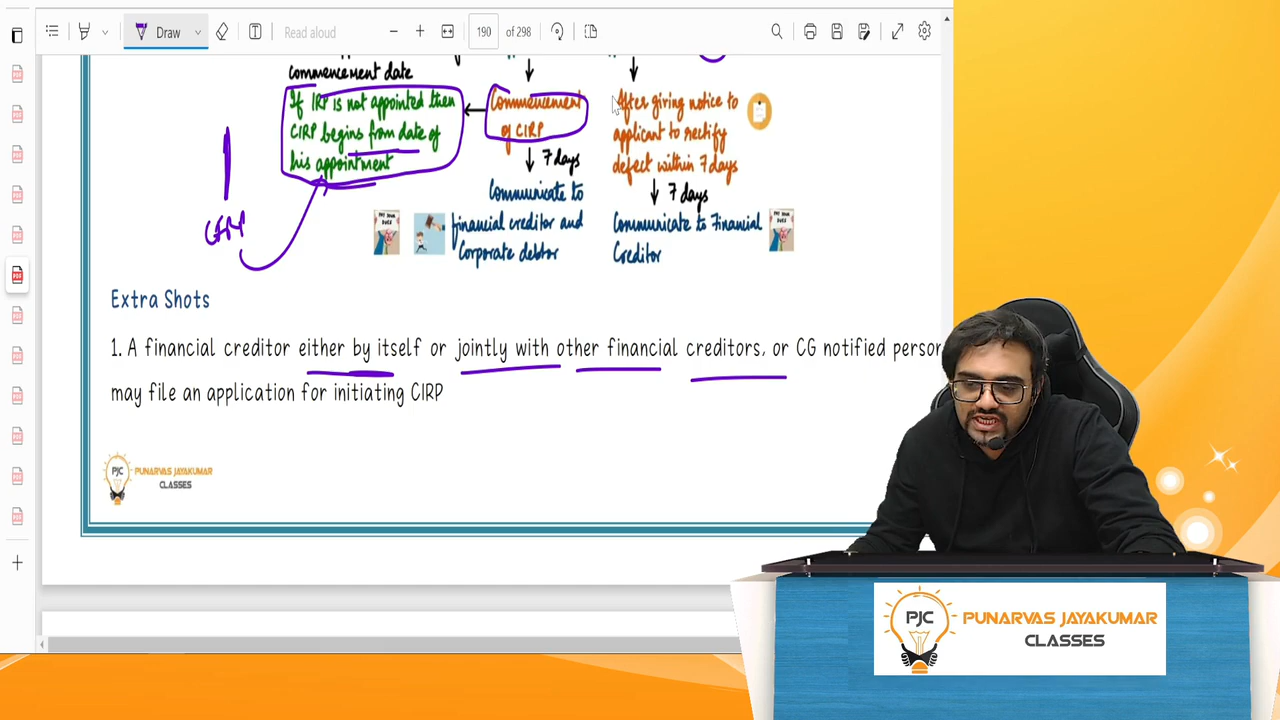 Draw
Read aloud
190 of 298
Commencement date
If IRP is not appointed then
CIRP begins from date of
his appointment
Commencement
of CIRP
7 days
Communicate to
financial creditor and
Corporate debtor
After giving notice to
applicant to rectify
defect within 7 days
7 days
Communicate to Financial
Creditor
CIRP
Extra Shots
1. A financial creditor either by itself or jointly with other financial creditors, or CG notified person
may file an application for initiating CIRP
PJC
PUNARVAS JAYAKUMAR
CLASSES
PJC
PUNARVAS JAYAKUMAR
CLASSES